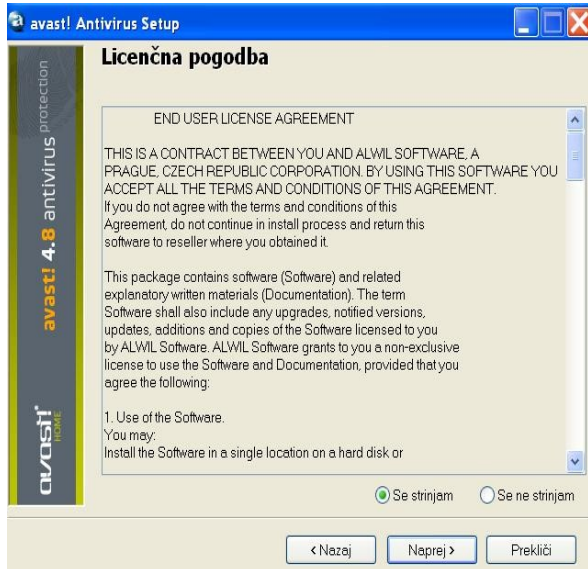 avast! Antivirus Setup
avast! 4.8 antivirus protection
avast!
HOME
Licenčna pogodba
END USER LICENSE AGREEMENT
THIS IS A CONTRACT BETWEEN YOU AND ALWIL SOFTWARE, A
PRAGUE, CZECH REPUBLIC CORPORATION. BY USING THIS SOFTWARE YOU
ACCEPT ALL THE TERMS AND CONDITIONS OF THIS AGREEMENT.
If you do not agree with the terms and conditions of this
Agreement, do not continue in install process and return this
software to reseller where you obtained it.
This package contains software (Software) and related
explanatory written materials (Documentation). The term
Software shall also include any upgrades, notified versions,
updates, additions and copies of the Software licensed to you
by ALWIL Software. ALWIL Software grants to you a non-exclusive
license to use the Software and Documentation, provided that you
agree the following:
1. Use of the Software.
You may:
Install the Software in a single location on a hard disk or
Se strinjam Se ne strinjam
< Nazaj Naprej > Prekliči